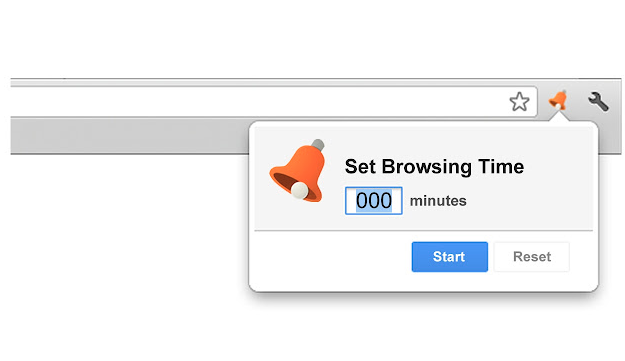 Set Browsing Time
000 minutes
Start Reset